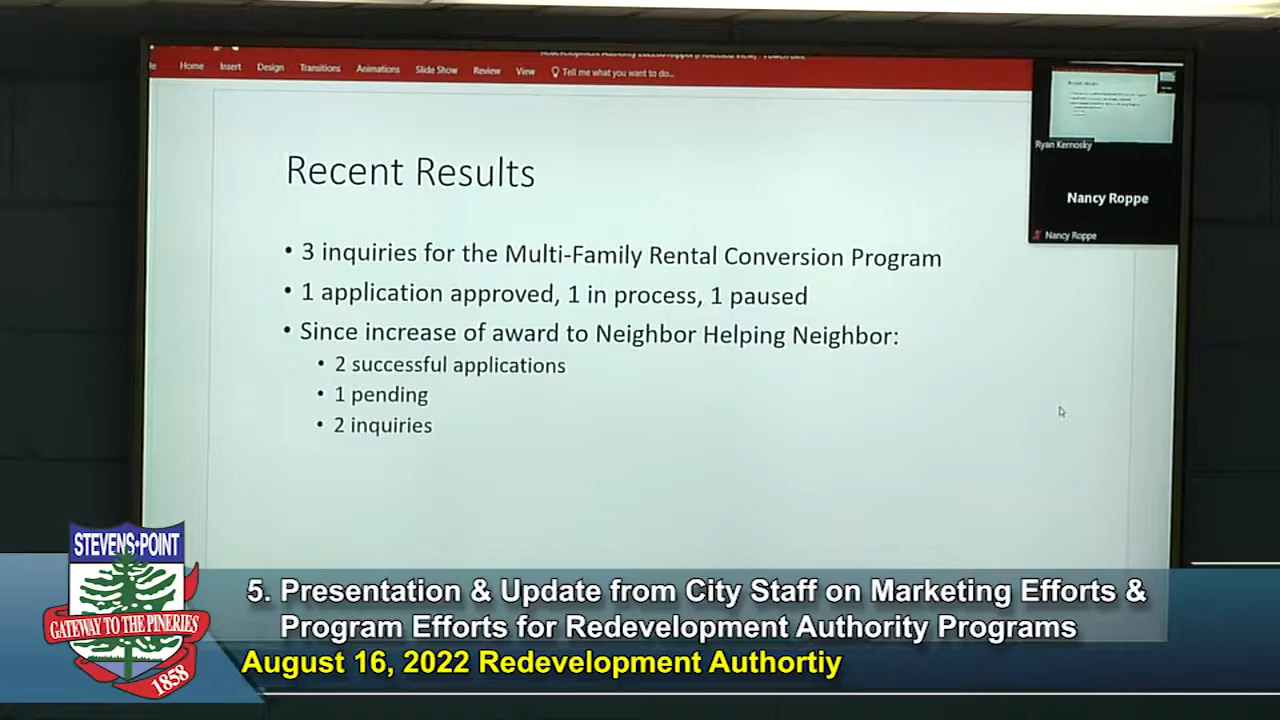 Home Insert Design Transitions Animations Slide Show Review View Tell me what you want to do...
Ryan Kernosky
Nancy Roppe
Nancy Roppe
Recent Results
• 3 inquiries for the Multi-Family Rental Conversion Program
• 1 application approved, 1 in process, 1 paused
• Since increase of award to Neighbor Helping Neighbor:
• 2 successful applications
• 1 pending
• 2 inquiries
STEVENS•POINT
GATEWAY TO THE PINERIES
1858
5. Presentation & Update from City Staff on Marketing Efforts &
Program Efforts for Redevelopment Authority Programs
August 16, 2022 Redevelopment Authortiy